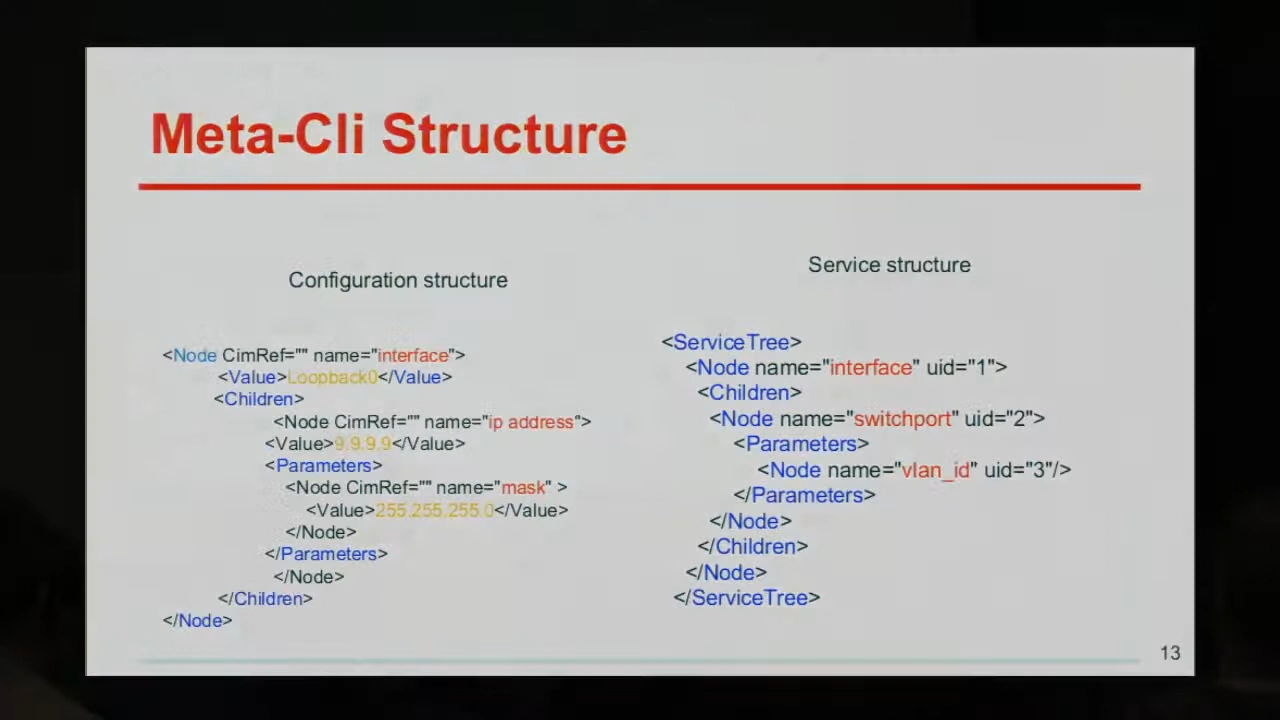 Meta-Cli Structure
Configuration structure
<Node CimRef="" name="interface">
<Value>Loopback0</Value>
<Children>
<Node CimRef="" name="ip address">
<Value>9.9.9.9</Value>
<Parameters>
<Node CimRef="" name="mask" >
<Value>255.255.255.0</Value>
</Node>
</Parameters>
</Node>
</Children>
</Node>
Service structure
<ServiceTree>
<Node name="interface" uid="1">
<Children>
<Node name="switchport" uid="2">
<Parameters>
<Node name="vlan_id" uid="3"/>
</Parameters>
</Node>
</Children>
</Node>
</ServiceTree>
13